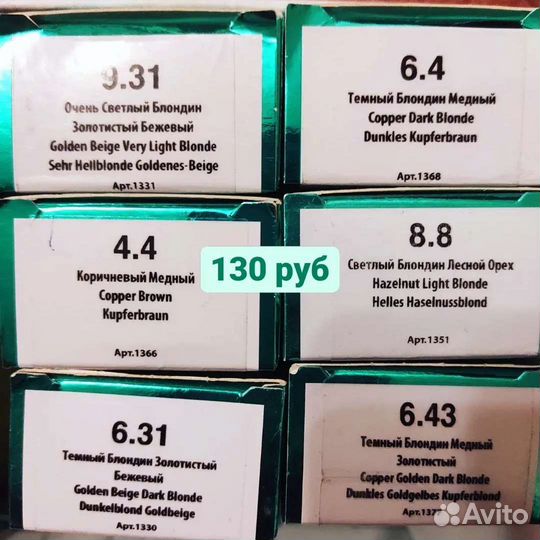 9.31
Очень Светлый Блондин
Золотистый Бежевый
Golden Beige Very Light Blonde
Sehr Hellblonde Goldenes-Beige
Арт.1331
6.4
Темный Блондин Медный
Copper Dark Blonde
Dunkles Kupferbraun
Арт.1368
4.4
Коричневый Медный
Copper Brown
Kupferbraun
Арт.1366
130 руб
8.8
Светлый Блондин Лесной Орех
Hazelnut Light Blonde
Helles Haselnussblond
Арт.1351
6.31
Темный Блондин Золотистый
Бежевый
Golden Beige Dark Blonde
Dunkelblond Goldbeige
Арт.1330
6.43
Темный Блондин Медный
Золотистый
Copper Golden Dark Blonde
Dunkles Goldgelbes Kupferblond
Avito